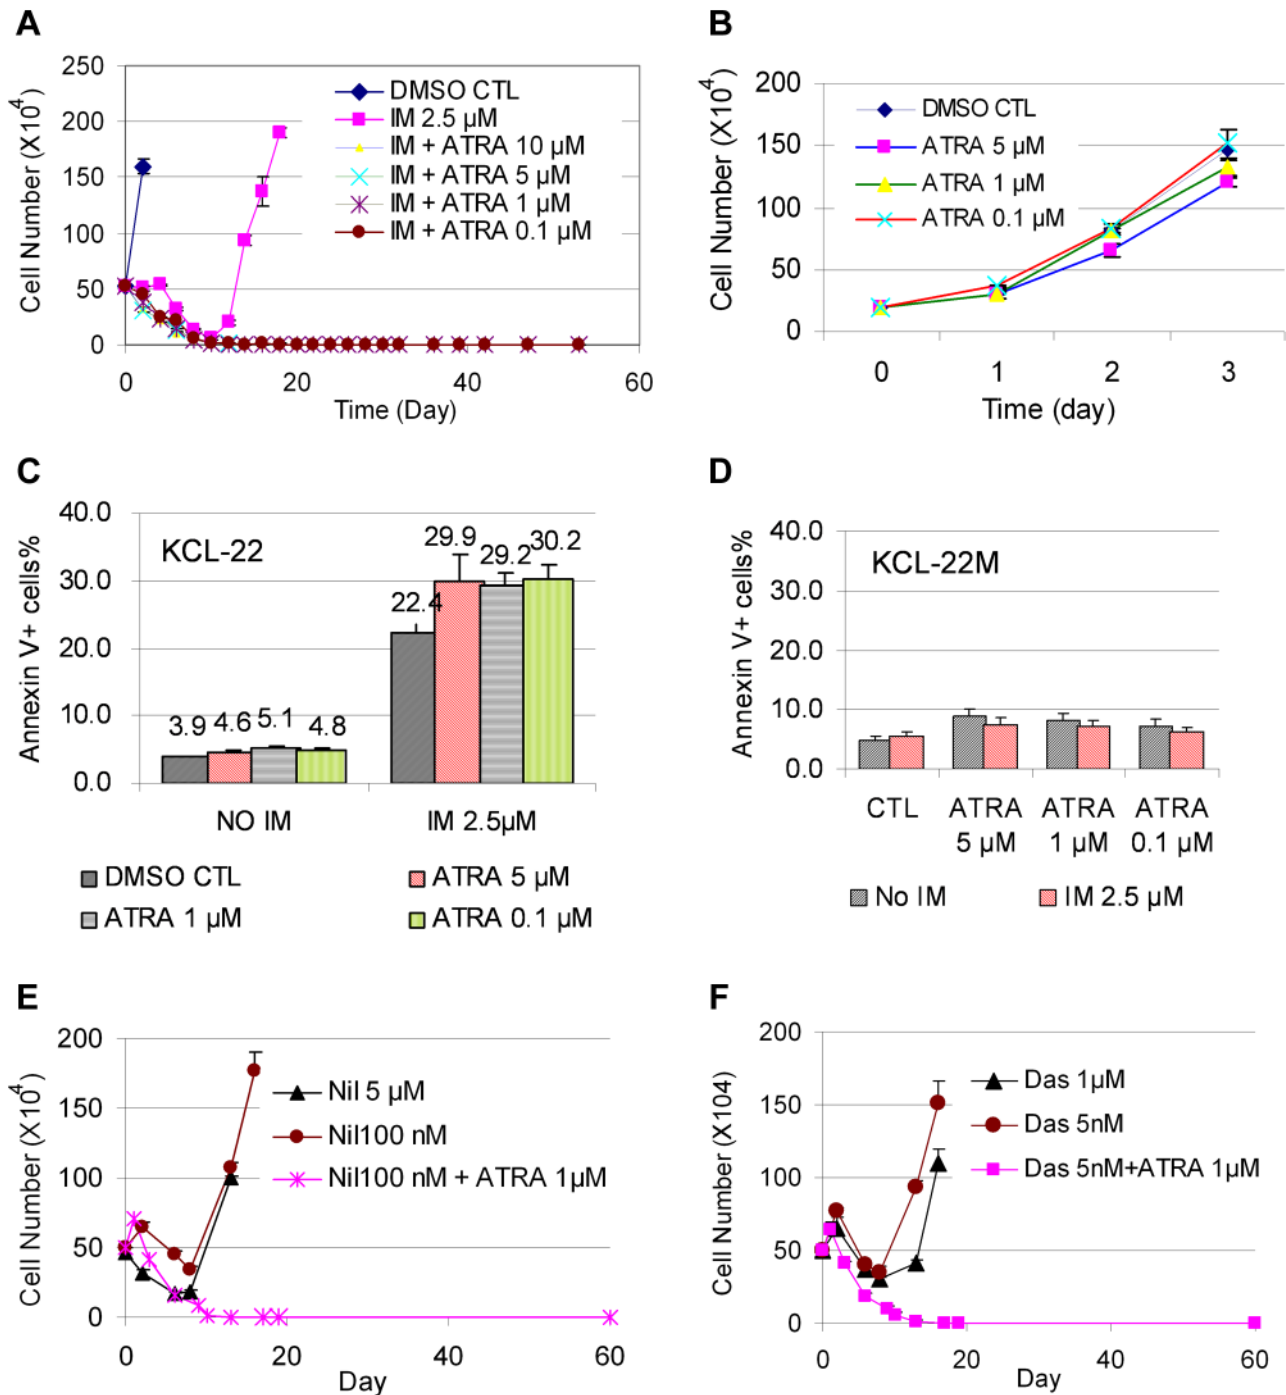 A
250
200
150
100
50
0
Cell Number (X10⁴)
DMSO CTL
IM 2.5 µM
IM + ATRA 10 µM
IM + ATRA 5 µM
IM + ATRA 1 µM
IM + ATRA 0.1 µM
0 20 40 60
Time (Day)
B
200
150
100
50
0
Cell Number (X10⁴)
DMSO CTL
ATRA 5 µM
ATRA 1 µM
ATRA 0.1 µM
0 1 2 3
Time (day)
C
40.0
30.0
20.0
10.0
0.0
Annexin V+ cells%
KCL-22
3.9 4.6 5.1 4.8
22.4 29.9 29.2 30.2
NO IM IM 2.5µM
DMSO CTL ATRA 5 µM
ATRA 1 µM ATRA 0.1 µM
D
40.0
30.0
20.0
10.0
0.0
Annexin V+ cells%
KCL-22M
CTL ATRA ATRA ATRA
5 µM 1 µM 0.1 µM
No IM IM 2.5 µM
E
200
150
100
50
0
Cell Number (X10⁴)
Nil 5 µM
Nil100 nM
Nil100 nM + ATRA 1µM
0 20 40 60
Day
F
200
150
100
50
0
Cell Number (X104)
Das 1µM
Das 5nM
Das 5nM+ATRA 1µM
0 20 40 60
Day